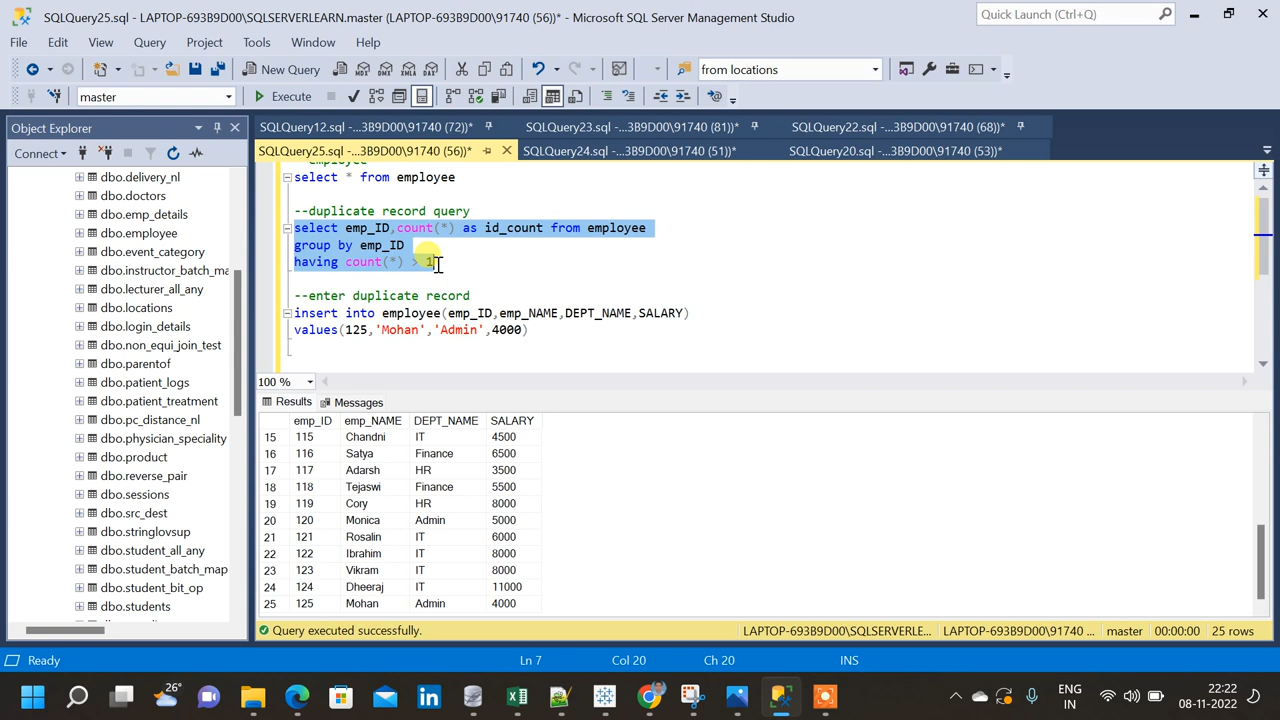 SQLQuery25.sql - LAPTOP-693B9D00\SQLSERVERLEARN.master (LAPTOP-693B9D00\91740 (56))* - Microsoft SQL Server Management Studio
Quick Launch (Ctrl+Q)
File Edit View Query Project Tools Window Help
New Query
MDX DMX XMLA DAX
from locations
master
Execute
Object Explorer
Connect
dbo.delivery_nl
dbo.doctors
dbo.emp_details
dbo.employee
dbo.event_category
dbo.instructor_batch_ma
dbo.lecturer_all_any
dbo.locations
dbo.login_details
dbo.non_equi_join_test
dbo.parentof
dbo.patient_logs
dbo.patient_treatment
dbo.pc_distance_nl
dbo.physician_speciality
dbo.product
dbo.reverse_pair
dbo.sessions
dbo.src_dest
dbo.stringlovsup
dbo.student_all_any
dbo.student_batch_map
dbo.student_bit_op
dbo.students
SQLQuery12.sql -...3B9D00\91740 (72))* SQLQuery23.sql -...3B9D00\91740 (81))* SQLQuery22.sql -...3B9D00\91740 (68))*
SQLQuery25.sql -...3B9D00\91740 (56))* SQLQuery24.sql -...3B9D00\91740 (51))* SQLQuery20.sql -...3B9D00\91740 (53))*
select * from employee
--duplicate record query
select emp_ID,count(*) as id_count from employee
group by emp_ID
having count(*) > 1
--enter duplicate record
insert into employee(emp_ID,emp_NAME,DEPT_NAME,SALARY)
values(125,'Mohan','Admin',4000)
100 %
Results Messages
emp_ID emp_NAME DEPT_NAME SALARY
15 115 Chandni IT 4500
16 116 Satya Finance 6500
17 117 Adarsh HR 3500
18 118 Tejaswi Finance 5500
19 119 Cory HR 8000
20 120 Monica Admin 5000
21 121 Rosalin IT 6000
22 122 Ibrahim IT 8000
23 123 Vikram IT 8000
24 124 Dheeraj IT 11000
25 125 Mohan Admin 4000
Query executed successfully. LAPTOP-693B9D00\SQLSERVERLE... LAPTOP-693B9D00\91740 ... master 00:00:00 25 rows
Ready Ln 7 Col 20 Ch 20 INS
26°
ENG
IN
22:22
08-11-2022